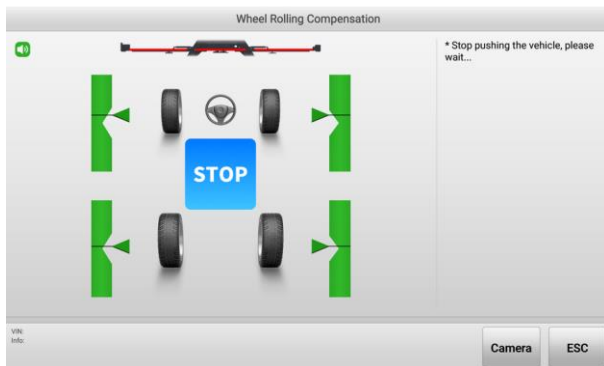 Wheel Rolling Compensation
* Stop pushing the vehicle, please
wait...
STOP
VIN:
Info:
Camera
ESC